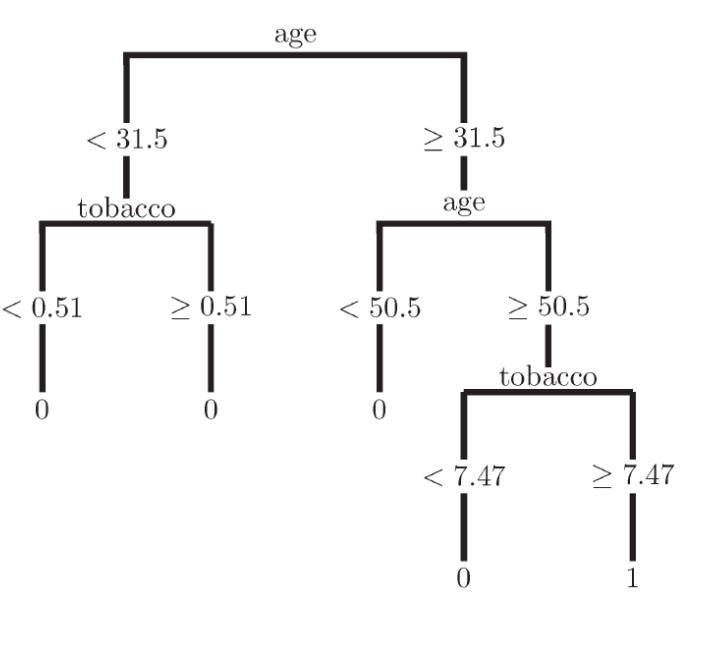 age
< 31.5 ≥ 31.5
tobacco age
< 0.51 ≥ 0.51 < 50.5 ≥ 50.5
tobacco
0 0 0
< 7.47 ≥ 7.47
0 1